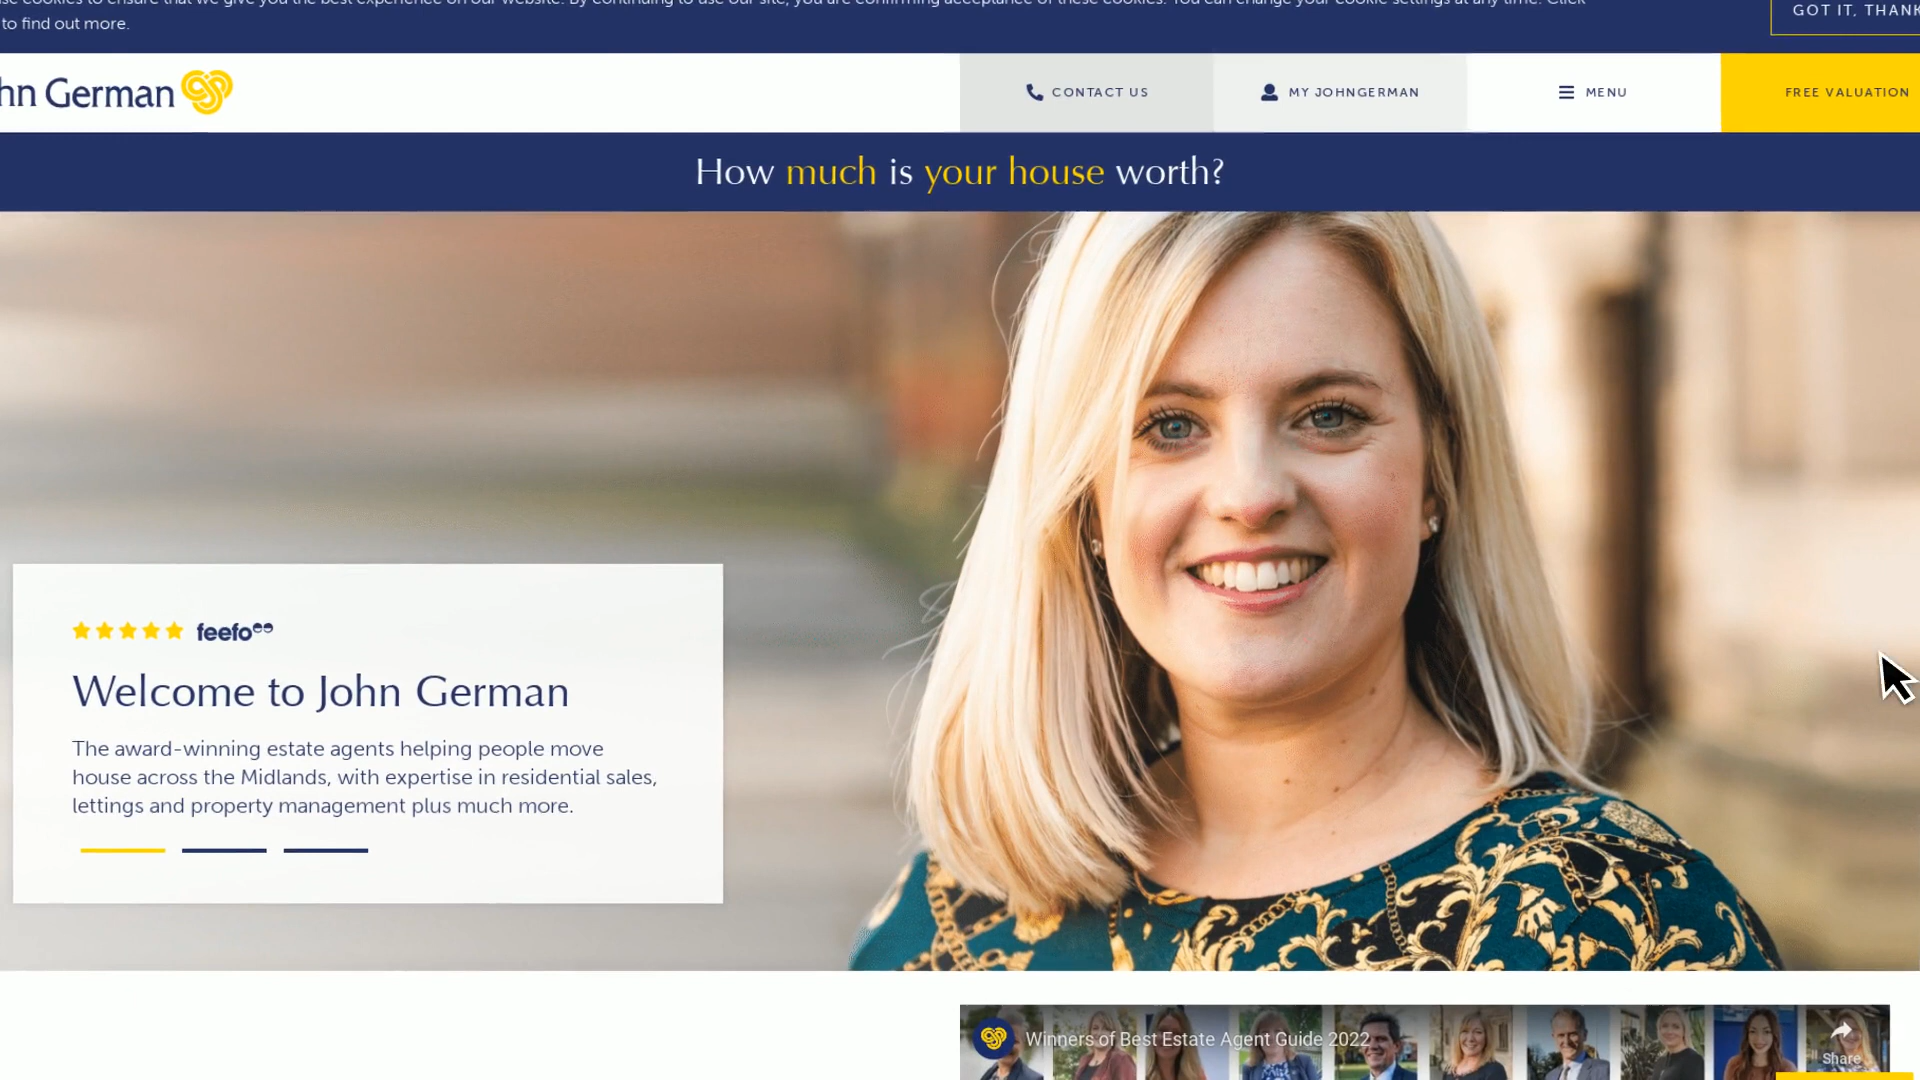 to find out more.
GOT IT, THANK
hn German
CONTACT US
MY JOHNGERMAN
MENU
FREE VALUATION
How much is your house worth?
feefo
Welcome to John German
The award-winning estate agents helping people move
house across the Midlands, with expertise in residential sales,
lettings and property management plus much more.
Winners of Best Estate Agent Guide 2022
Share